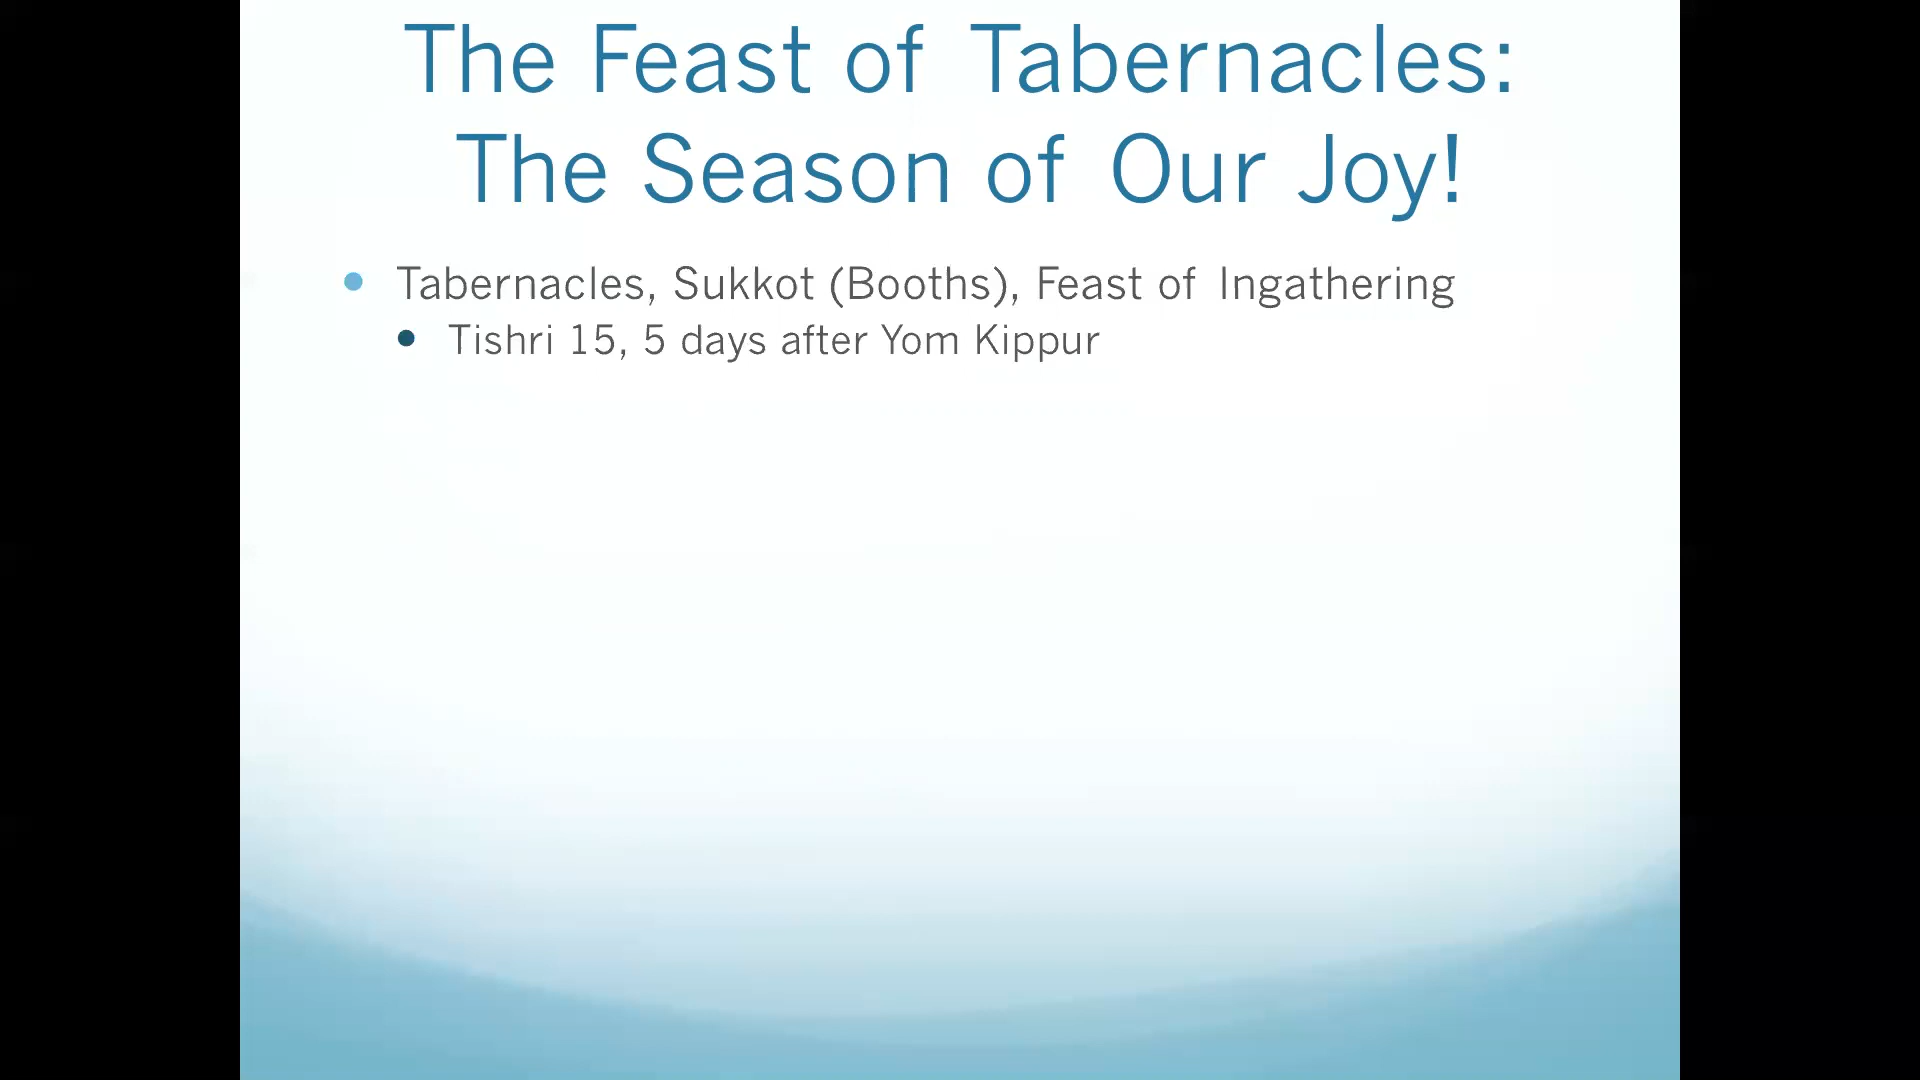 The Feast of Tabernacles:
The Season of Our Joy!
Tabernacles, Sukkot (Booths), Feast of Ingathering
Tishri 15, 5 days after Yom Kippur